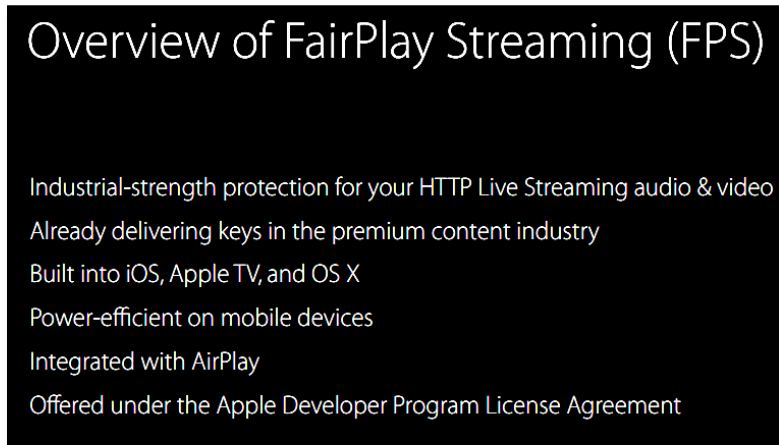 Overview of FairPlay Streaming (FPS)
Industrial-strength protection for your HTTP Live Streaming audio & video
Already delivering keys in the premium content industry
Built into iOS, Apple TV, and OS X
Power-efficient on mobile devices
Integrated with AirPlay
Offered under the Apple Developer Program License Agreement